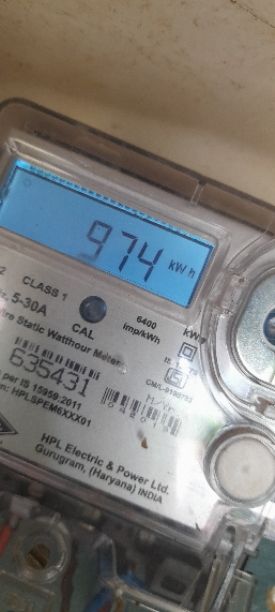 974 kWh
CLASS 1
5-30A
CAL
6400
imp/kWh
Static Watthour Meter
635431
per IS 15959:2011
HPLSPEM6XXX01
HPL Electric & Power Ltd.
Gurugram, (Haryana) INDIA